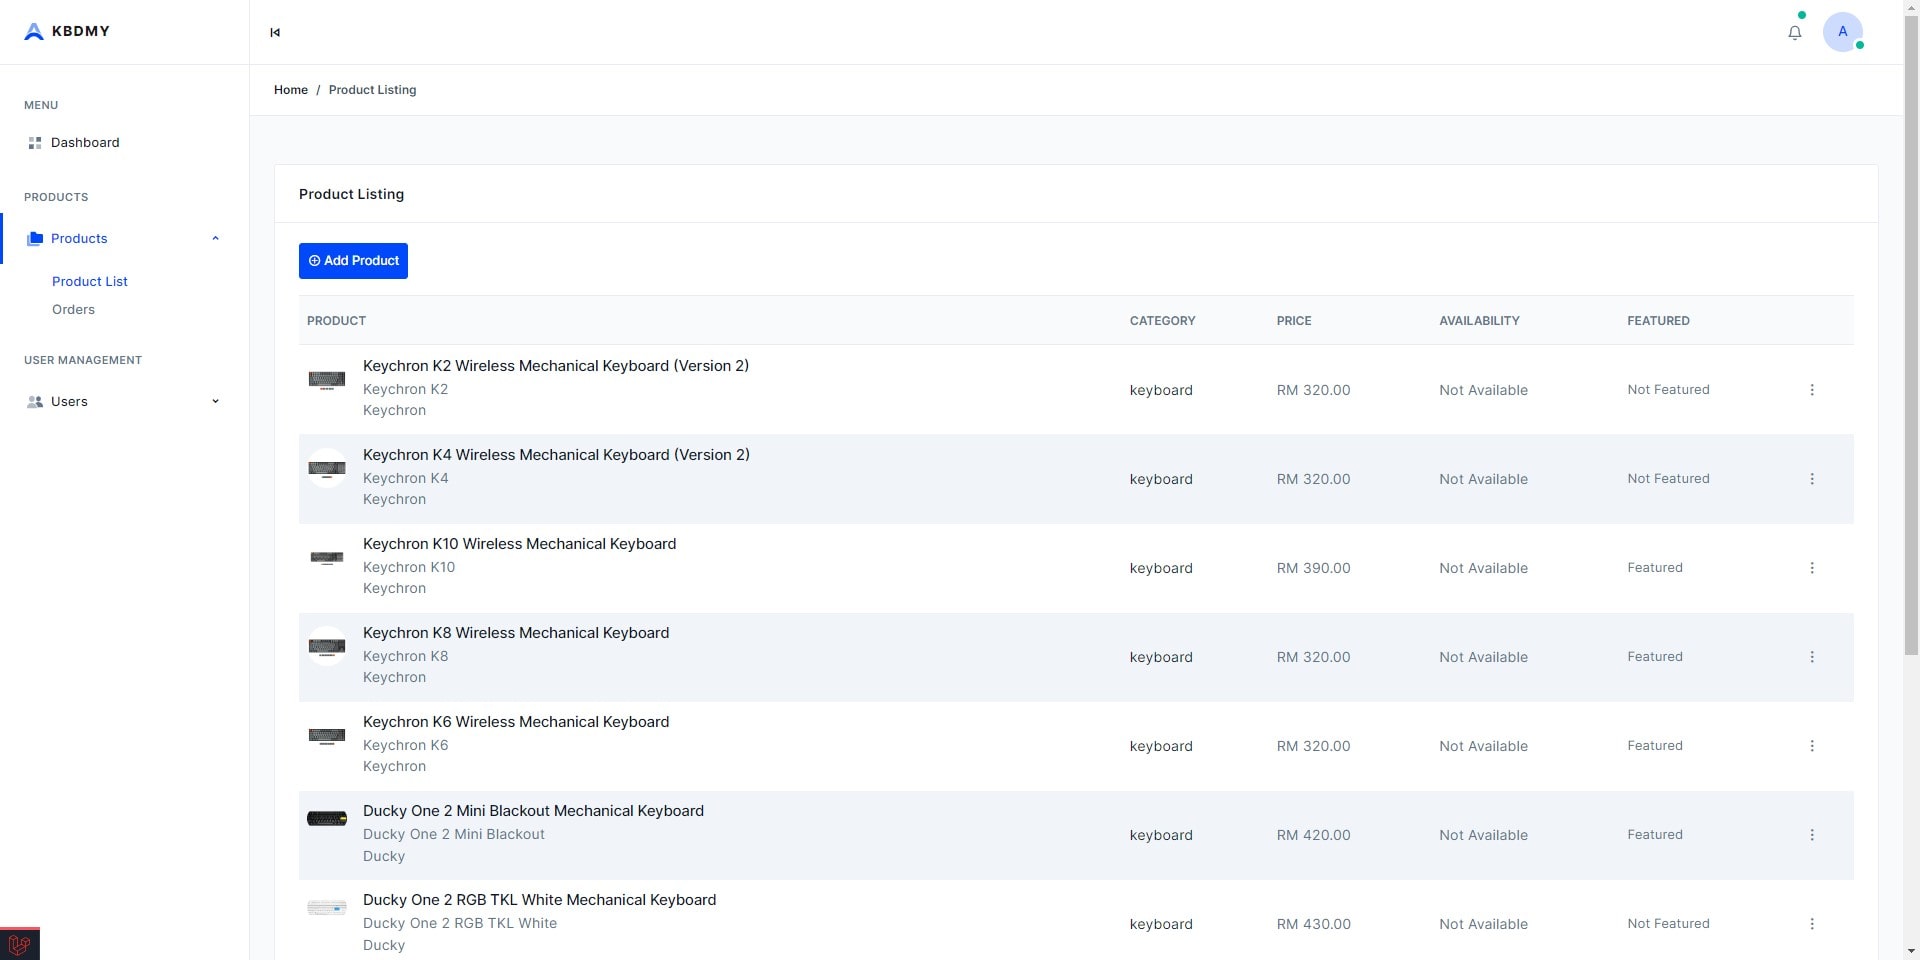 KBDMY
A
Home / Product Listing
MENU
Dashboard
PRODUCTS
Products
Product List
Orders
USER MANAGEMENT
Users
Product Listing
Add Product
PRODUCT CATEGORY PRICE AVAILABILITY FEATURED
Keychron K2 Wireless Mechanical Keyboard (Version 2)
Keychron K2
Keychron
keyboard RM 320.00 Not Available Not Featured
Keychron K4 Wireless Mechanical Keyboard (Version 2)
Keychron K4
Keychron
keyboard RM 320.00 Not Available Not Featured
Keychron K10 Wireless Mechanical Keyboard
Keychron K10
Keychron
keyboard RM 390.00 Not Available Featured
Keychron K8 Wireless Mechanical Keyboard
Keychron K8
Keychron
keyboard RM 320.00 Not Available Featured
Keychron K6 Wireless Mechanical Keyboard
Keychron K6
Keychron
keyboard RM 320.00 Not Available Featured
Ducky One 2 Mini Blackout Mechanical Keyboard
Ducky One 2 Mini Blackout
Ducky
keyboard RM 420.00 Not Available Featured
Ducky One 2 RGB TKL White Mechanical Keyboard
Ducky One 2 RGB TKL White
Ducky
keyboard RM 430.00 Not Available Not Featured